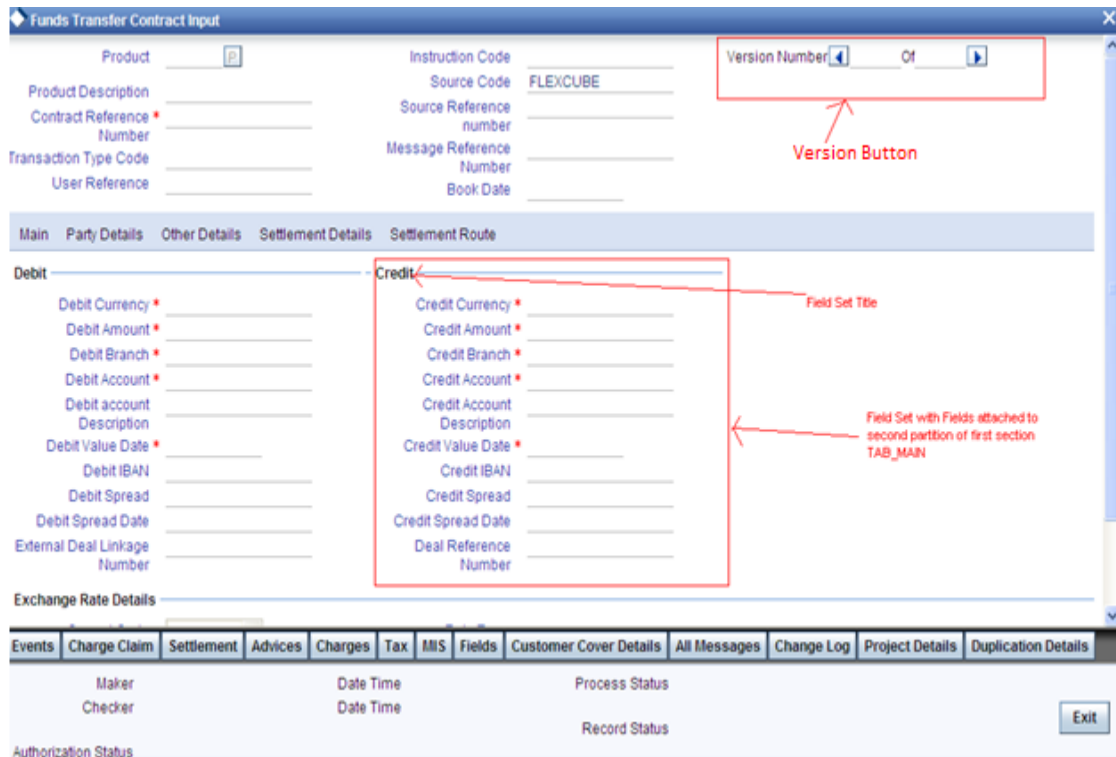 Funds Transfer Contract Input
Product P
Product Description
Contract Reference *
Number
Transaction Type Code
User Reference
Instruction Code
Source Code FLEXCUBE
Source Reference
number
Message Reference
Number
Book Date
Version Number Of
Version Button
Main Party Details Other Details Settlement Details Settlement Route
Debit
Debit Currency *
Debit Amount *
Debit Branch *
Debit Account *
Debit account
Description
Debit Value Date *
Debit IBAN
Debit Spread
Debit Spread Date
External Deal Linkage
Number
Credit
Credit Currency *
Credit Amount *
Credit Branch *
Credit Account *
Credit Account
Description
Credit Value Date *
Credit IBAN
Credit Spread
Credit Spread Date
Deal Reference
Number
Field Set Title
Field Set with Fields attached to
second partition of first section
TAB_MAIN
Exchange Rate Details
Events Charge Claim Settlement Advices Charges Tax MIS Fields Customer Cover Details All Messages Change Log Project Details Duplication Details
Maker Date Time Process Status
Checker Date Time
Record Status
Exit
Authorization Status